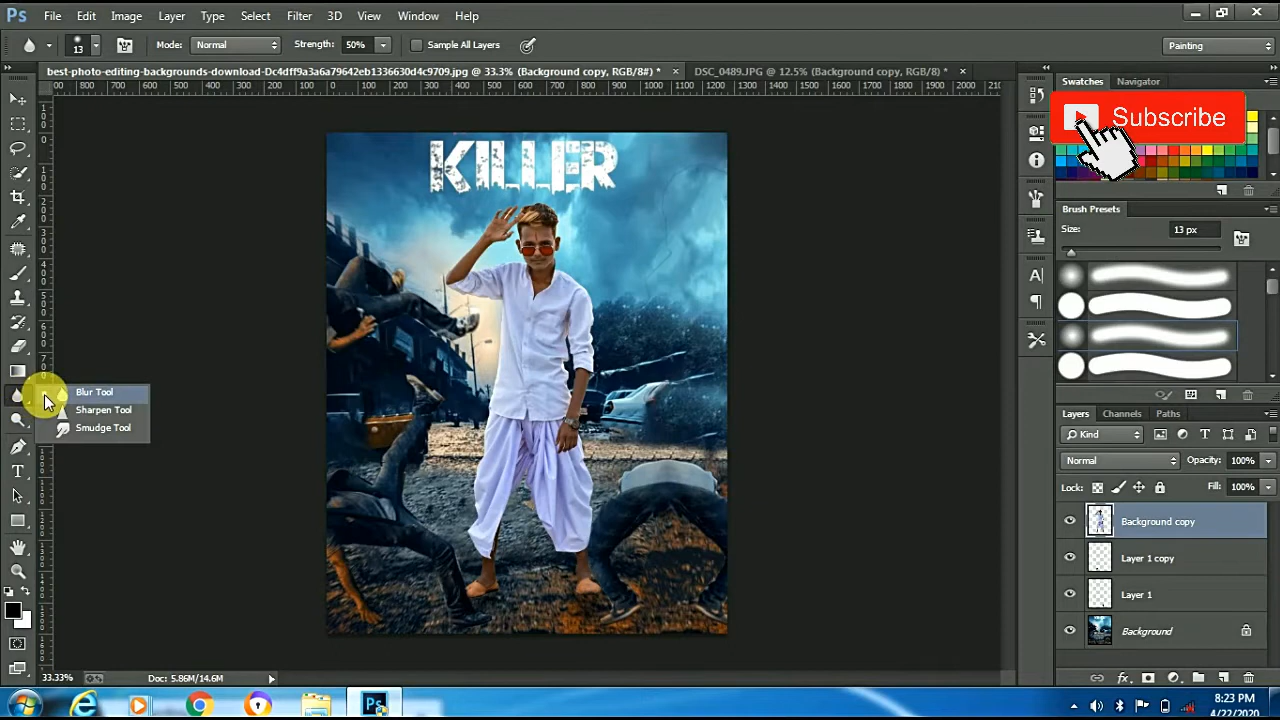 Ps File Edit Image Layer Type Select Filter 3D View Window Help
13 Mode: Normal Strength: 50% Sample All Layers Painting
best-photo-editing-backgrounds-download-Dc4dff9a3a6a79642eb1336630d4c9709.jpg @ 33.3% (Background copy, RGB/8#) * × DSC_0489.JPG @ 12.5% (Background copy, RGB/8) * ×
Swatches Navigator
Subscribe
KILLER
Brush Presets
Size: 13 px
Blur Tool
Sharpen Tool
Smudge Tool
Layers Channels Paths
Kind
Normal Opacity: 100%
Lock: Fill: 100%
Background copy
Layer 1 copy
Layer 1
Background
33.33% Doc: 5.86M/14.6M
8:23 PM
4/22/2020